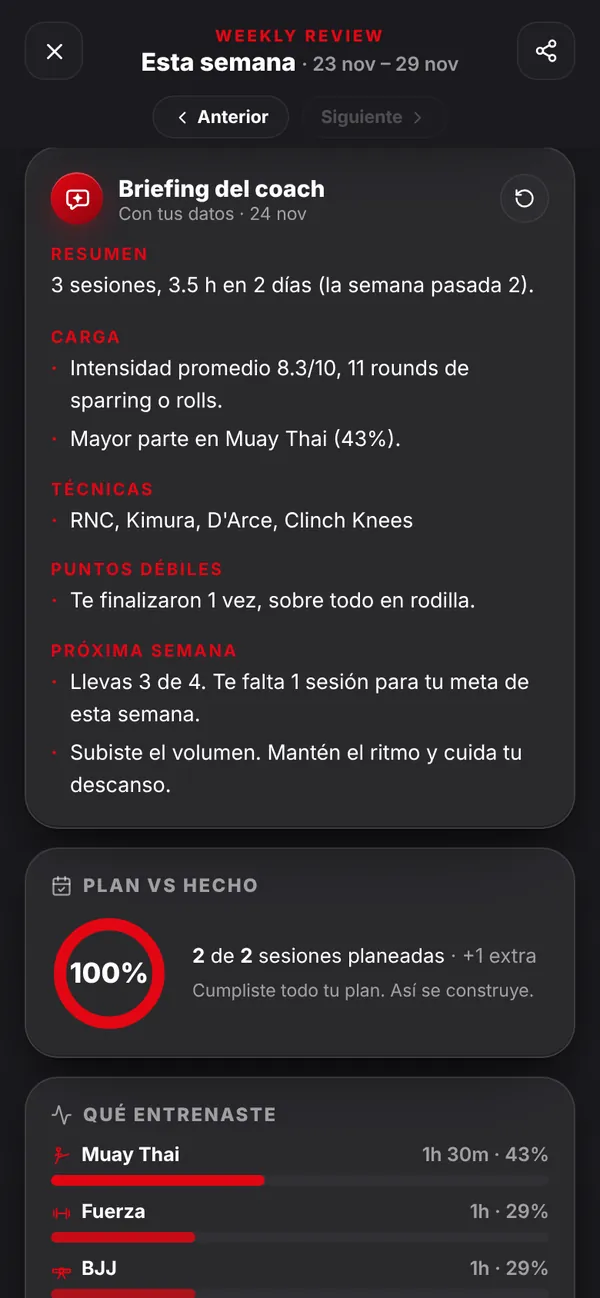 WEEKLY REVIEW
Esta semana · 23 nov – 29 nov
Anterior
Siguiente
Briefing del coach
Con tus datos · 24 nov
RESUMEN
3 sesiones, 3.5 h en 2 días (la semana pasada 2).
CARGA
· Intensidad promedio 8.3/10, 11 rounds de
sparring o rolls.
· Mayor parte en Muay Thai (43%).
TÉCNICAS
· RNC, Kimura, D'Arce, Clinch Knees
PUNTOS DÉBILES
· Te finalizaron 1 vez, sobre todo en rodilla.
PRÓXIMA SEMANA
· Llevas 3 de 4. Te falta 1 sesión para tu meta de
esta semana.
· Subiste el volumen. Mantén el ritmo y cuida tu
descanso.
PLAN VS HECHO
100%
2 de 2 sesiones planeadas · +1 extra
Cumpliste todo tu plan. Así se construye.
QUÉ ENTRENASTE
Muay Thai 1h 30m · 43%
Fuerza 1h · 29%
BJJ 1h · 29%